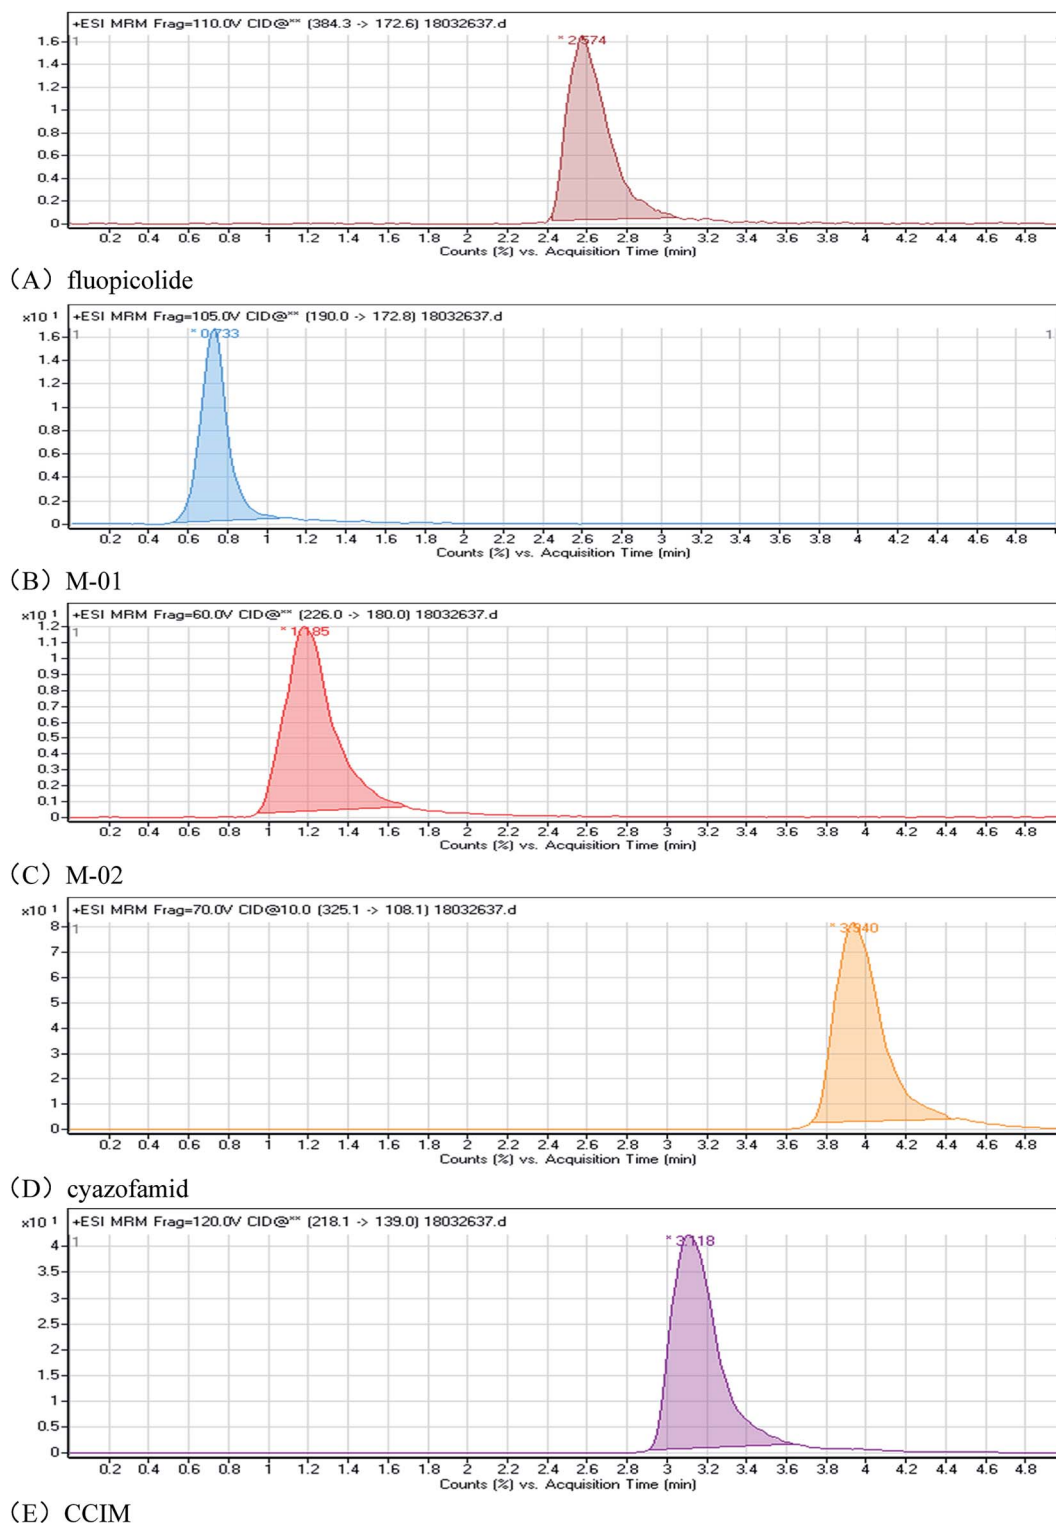 +ESI MRM Frag=110.0V CID@** (384.3 -> 172.6) 18032637.d
1
* 2.574
1.6
1.4
1.2
1
0.8
0.6
0.4
0.2
0
0.2 0.4 0.6 0.8 1 1.2 1.4 1.6 1.8 2 2.2 2.4 2.6 2.8 3 3.2 3.4 3.6 3.8 4 4.2 4.4 4.6 4.8
Counts (%) vs. Acquisition Time (min)
(A) fluopicolide
x10 1 +ESI MRM Frag=105.0V CID@** (190.0 -> 172.8) 18032637.d
1 1
* 0.733
1.6
1.4
1.2
1
0.8
0.6
0.4
0.2
0
0.2 0.4 0.6 0.8 1 1.2 1.4 1.6 1.8 2 2.2 2.4 2.6 2.8 3 3.2 3.4 3.6 3.8 4 4.2 4.4 4.6 4.8
Counts (%) vs. Acquisition Time (min)
(B) M-01
x10 1 +ESI MRM Frag=60.0V CID@** (226.0 -> 180.0) 18032637.d
1
* 1.185
1.2
1.1
1
0.9
0.8
0.7
0.6
0.5
0.4
0.3
0.2
0.1
0
0.2 0.4 0.6 0.8 1 1.2 1.4 1.6 1.8 2 2.2 2.4 2.6 2.8 3 3.2 3.4 3.6 3.8 4 4.2 4.4 4.6 4.8
Counts (%) vs. Acquisition Time (min)
(C) M-02
x10 1 +ESI MRM Frag=70.0V CID@10.0 (325.1 -> 108.1) 18032637.d
1
* 3.940
8
7
6
5
4
3
2
1
0
0.2 0.4 0.6 0.8 1 1.2 1.4 1.6 1.8 2 2.2 2.4 2.6 2.8 3 3.2 3.4 3.6 3.8 4 4.2 4.4 4.6 4.8
Counts (%) vs. Acquisition Time (min)
(D) cyazofamid
x10 1 +ESI MRM Frag=120.0V CID@** (218.1 -> 139.0) 18032637.d
1
* 3.118
4
3.5
3
2.5
2
1.5
1
0.5
0
0.2 0.4 0.6 0.8 1 1.2 1.4 1.6 1.8 2 2.2 2.4 2.6 2.8 3 3.2 3.4 3.6 3.8 4 4.2 4.4 4.6 4.8
Counts (%) vs. Acquisition Time (min)
(E) CCIM